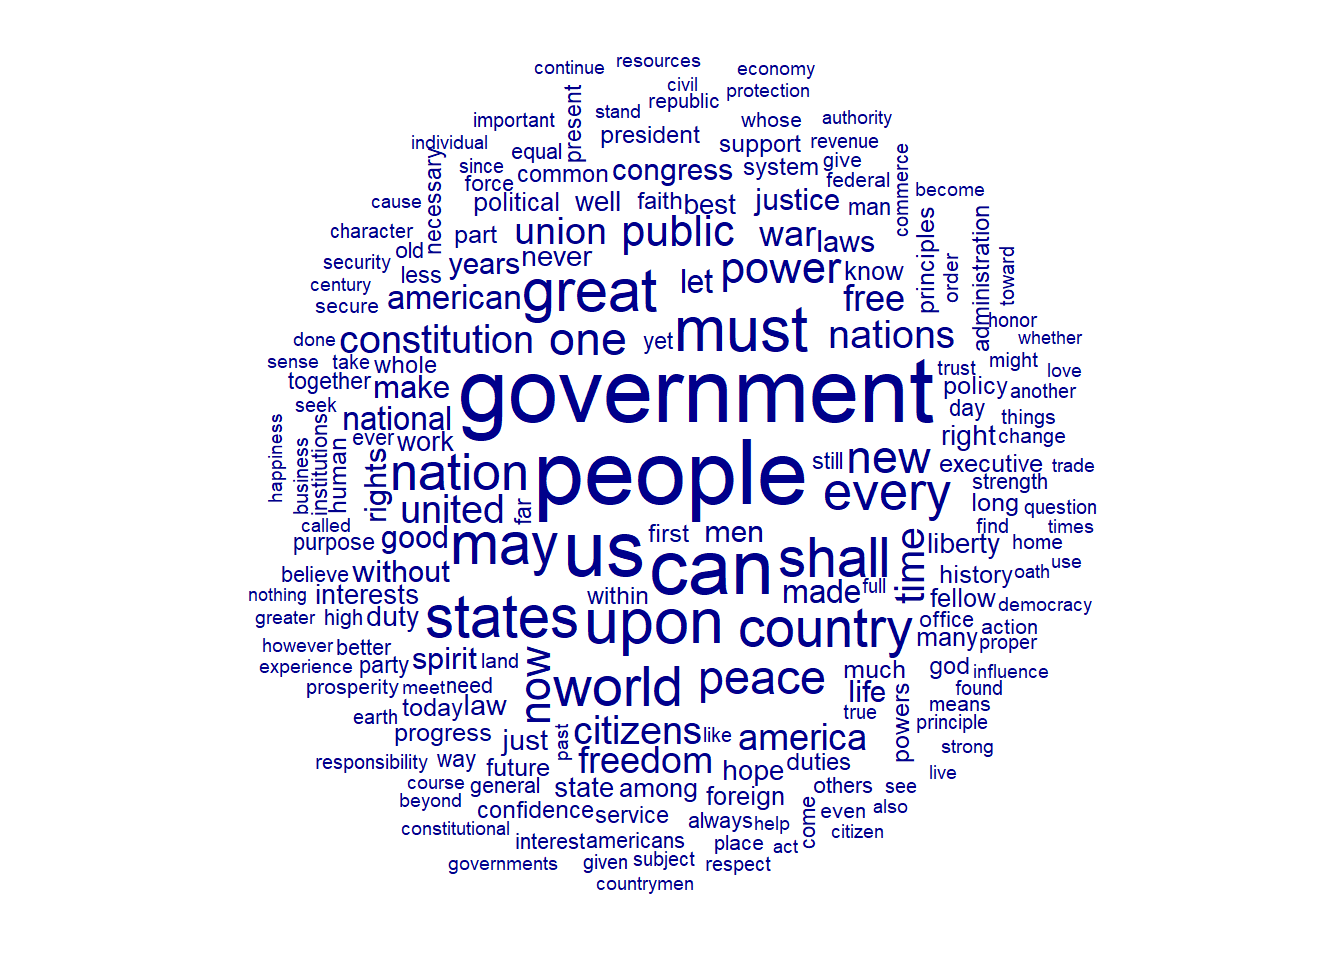 continue
resources
economy
civil
protection
republic
present
stand
important
whose
authority
president
individual
support
revenue
equal
since
common
congress
system
give
commerce
necessary
force
federal
become
cause
political
well
faith
best
justice
man
character
part
union
public
war
laws
principles
administration
old
security
less
years
never
let
power
know
order
toward
century
secure
american
great
free
honor
done
constitution
one
yet
must
nations
whether
sense
take
whole
might
love
together
make
government
trust
policy
another
seek
national
day
things
happiness
business
institutions
human
ever
work
right
change
rights
nation
people
still
new
executive
trade
strength
united
far
every
long
question
called
first
men
find
times
purpose
good
may
us
can
shall
time
liberty
home
believe
without
history
oath
use
nothing
interests
within
made
full
fellow
democracy
greater
high
duty
states
upon
country
office
action
many
proper
however
better
experience
party
spirit
land
now
world
peace
much
god
influence
prosperity
meet
need
life
found
earth
today
law
true
powers
means
principle
progress
just
past
citizens
like
america
strong
responsibility
way
future
freedom
hope
duties
live
course
general
state
among
foreign
others
see
beyond
confidence
service
always
help
come
even
also
constitutional
interest
americans
place
act
citizen
governments
given
subject
respect
countrymen